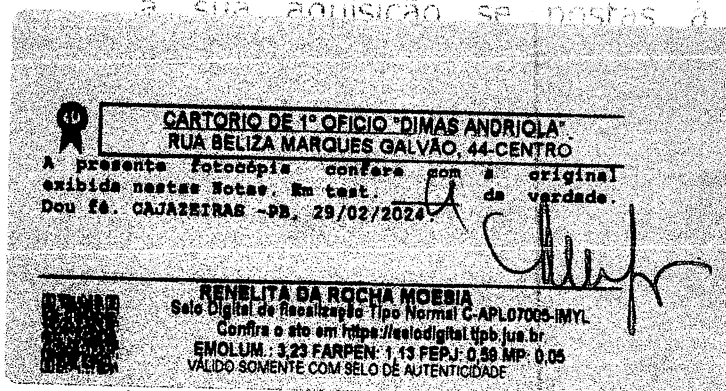 a sua aquisição se postas à
CARTORIO DE 1º OFICIO "DIMAS ANDRIOLA".
RUA BELIZA MARQUES GALVÃO, 44-CENTRO
A presente fotocópia confere com a original
exibida nestas Notas. Em test. da verdade.
Dou fé. CAJAZEIRAS -PB, 29/02/2024.
RENELITA DA ROCHA MOESIA
Selo Digital de fiscalização Tipo Normal C-APL07005-IMYL
Confira o ato em https://selodigital.tjpb.jus.br
EMOLUM.: 3,23 FARPEN: 1,13 FEPJ: 0,59 MP: 0,05
VÁLIDO SOMENTE COM SELO DE AUTENTICIDADE